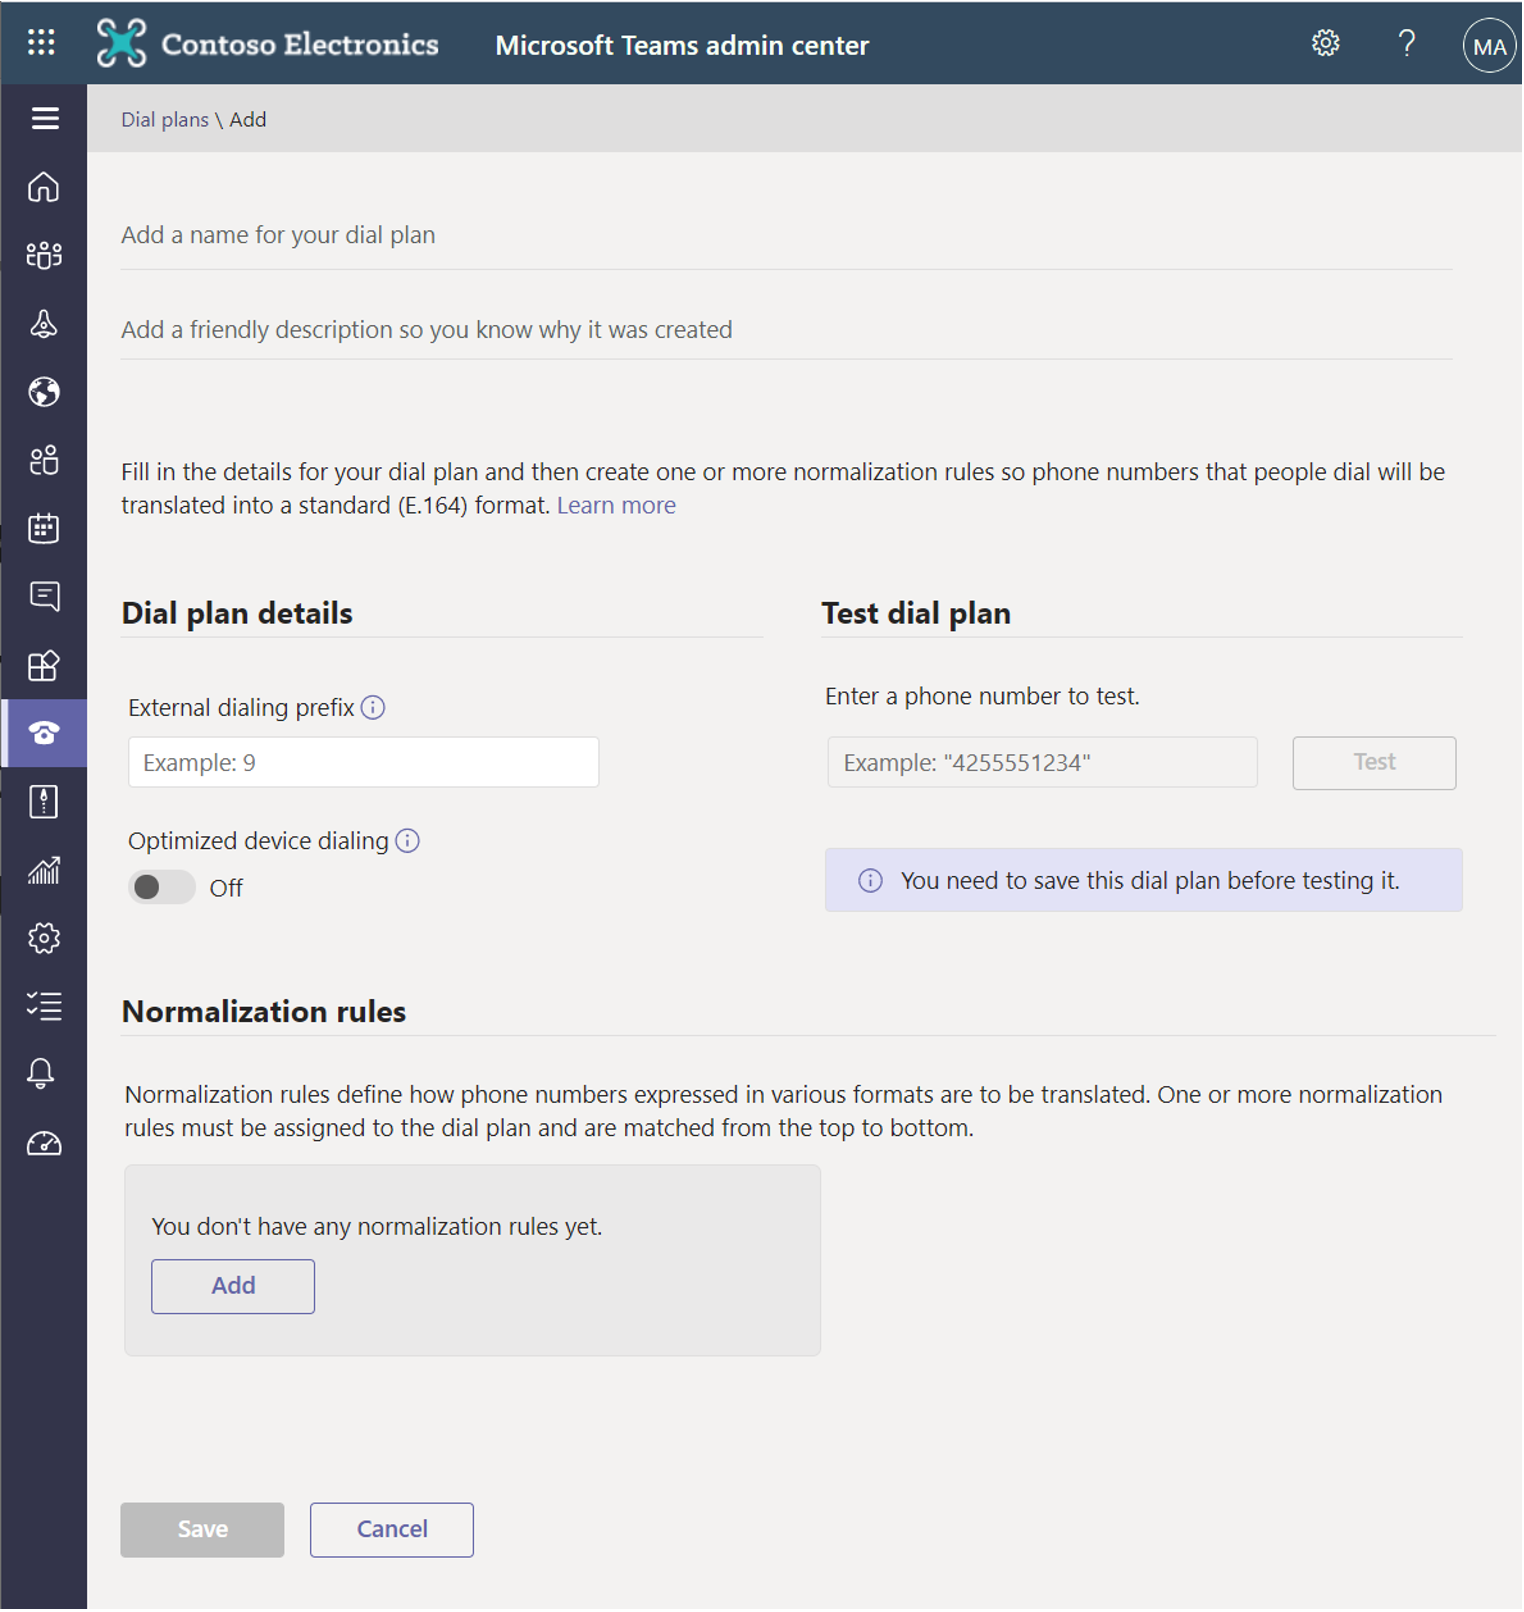 Contoso Electronics
Microsoft Teams admin center
?
MA
Dial plans \ Add
Add a name for your dial plan
Add a friendly description so you know why it was created
Fill in the details for your dial plan and then create one or more normalization rules so phone numbers that people dial will be
translated into a standard (E.164) format. Learn more
Dial plan details
External dialing prefix
Example: 9
Optimized device dialing
Off
Test dial plan
Enter a phone number to test.
Example: "4255551234"
Test
You need to save this dial plan before testing it.
Normalization rules
Normalization rules define how phone numbers expressed in various formats are to be translated. One or more normalization
rules must be assigned to the dial plan and are matched from the top to bottom.
You don't have any normalization rules yet.
Add
Save
Cancel